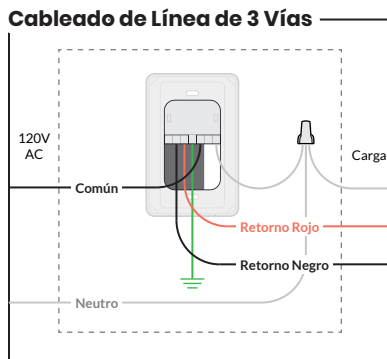 Cableado de Línea de 3 Vías
120V
AC
Carga
Común
Retorno Rojo
Retorno Negro
Neutro